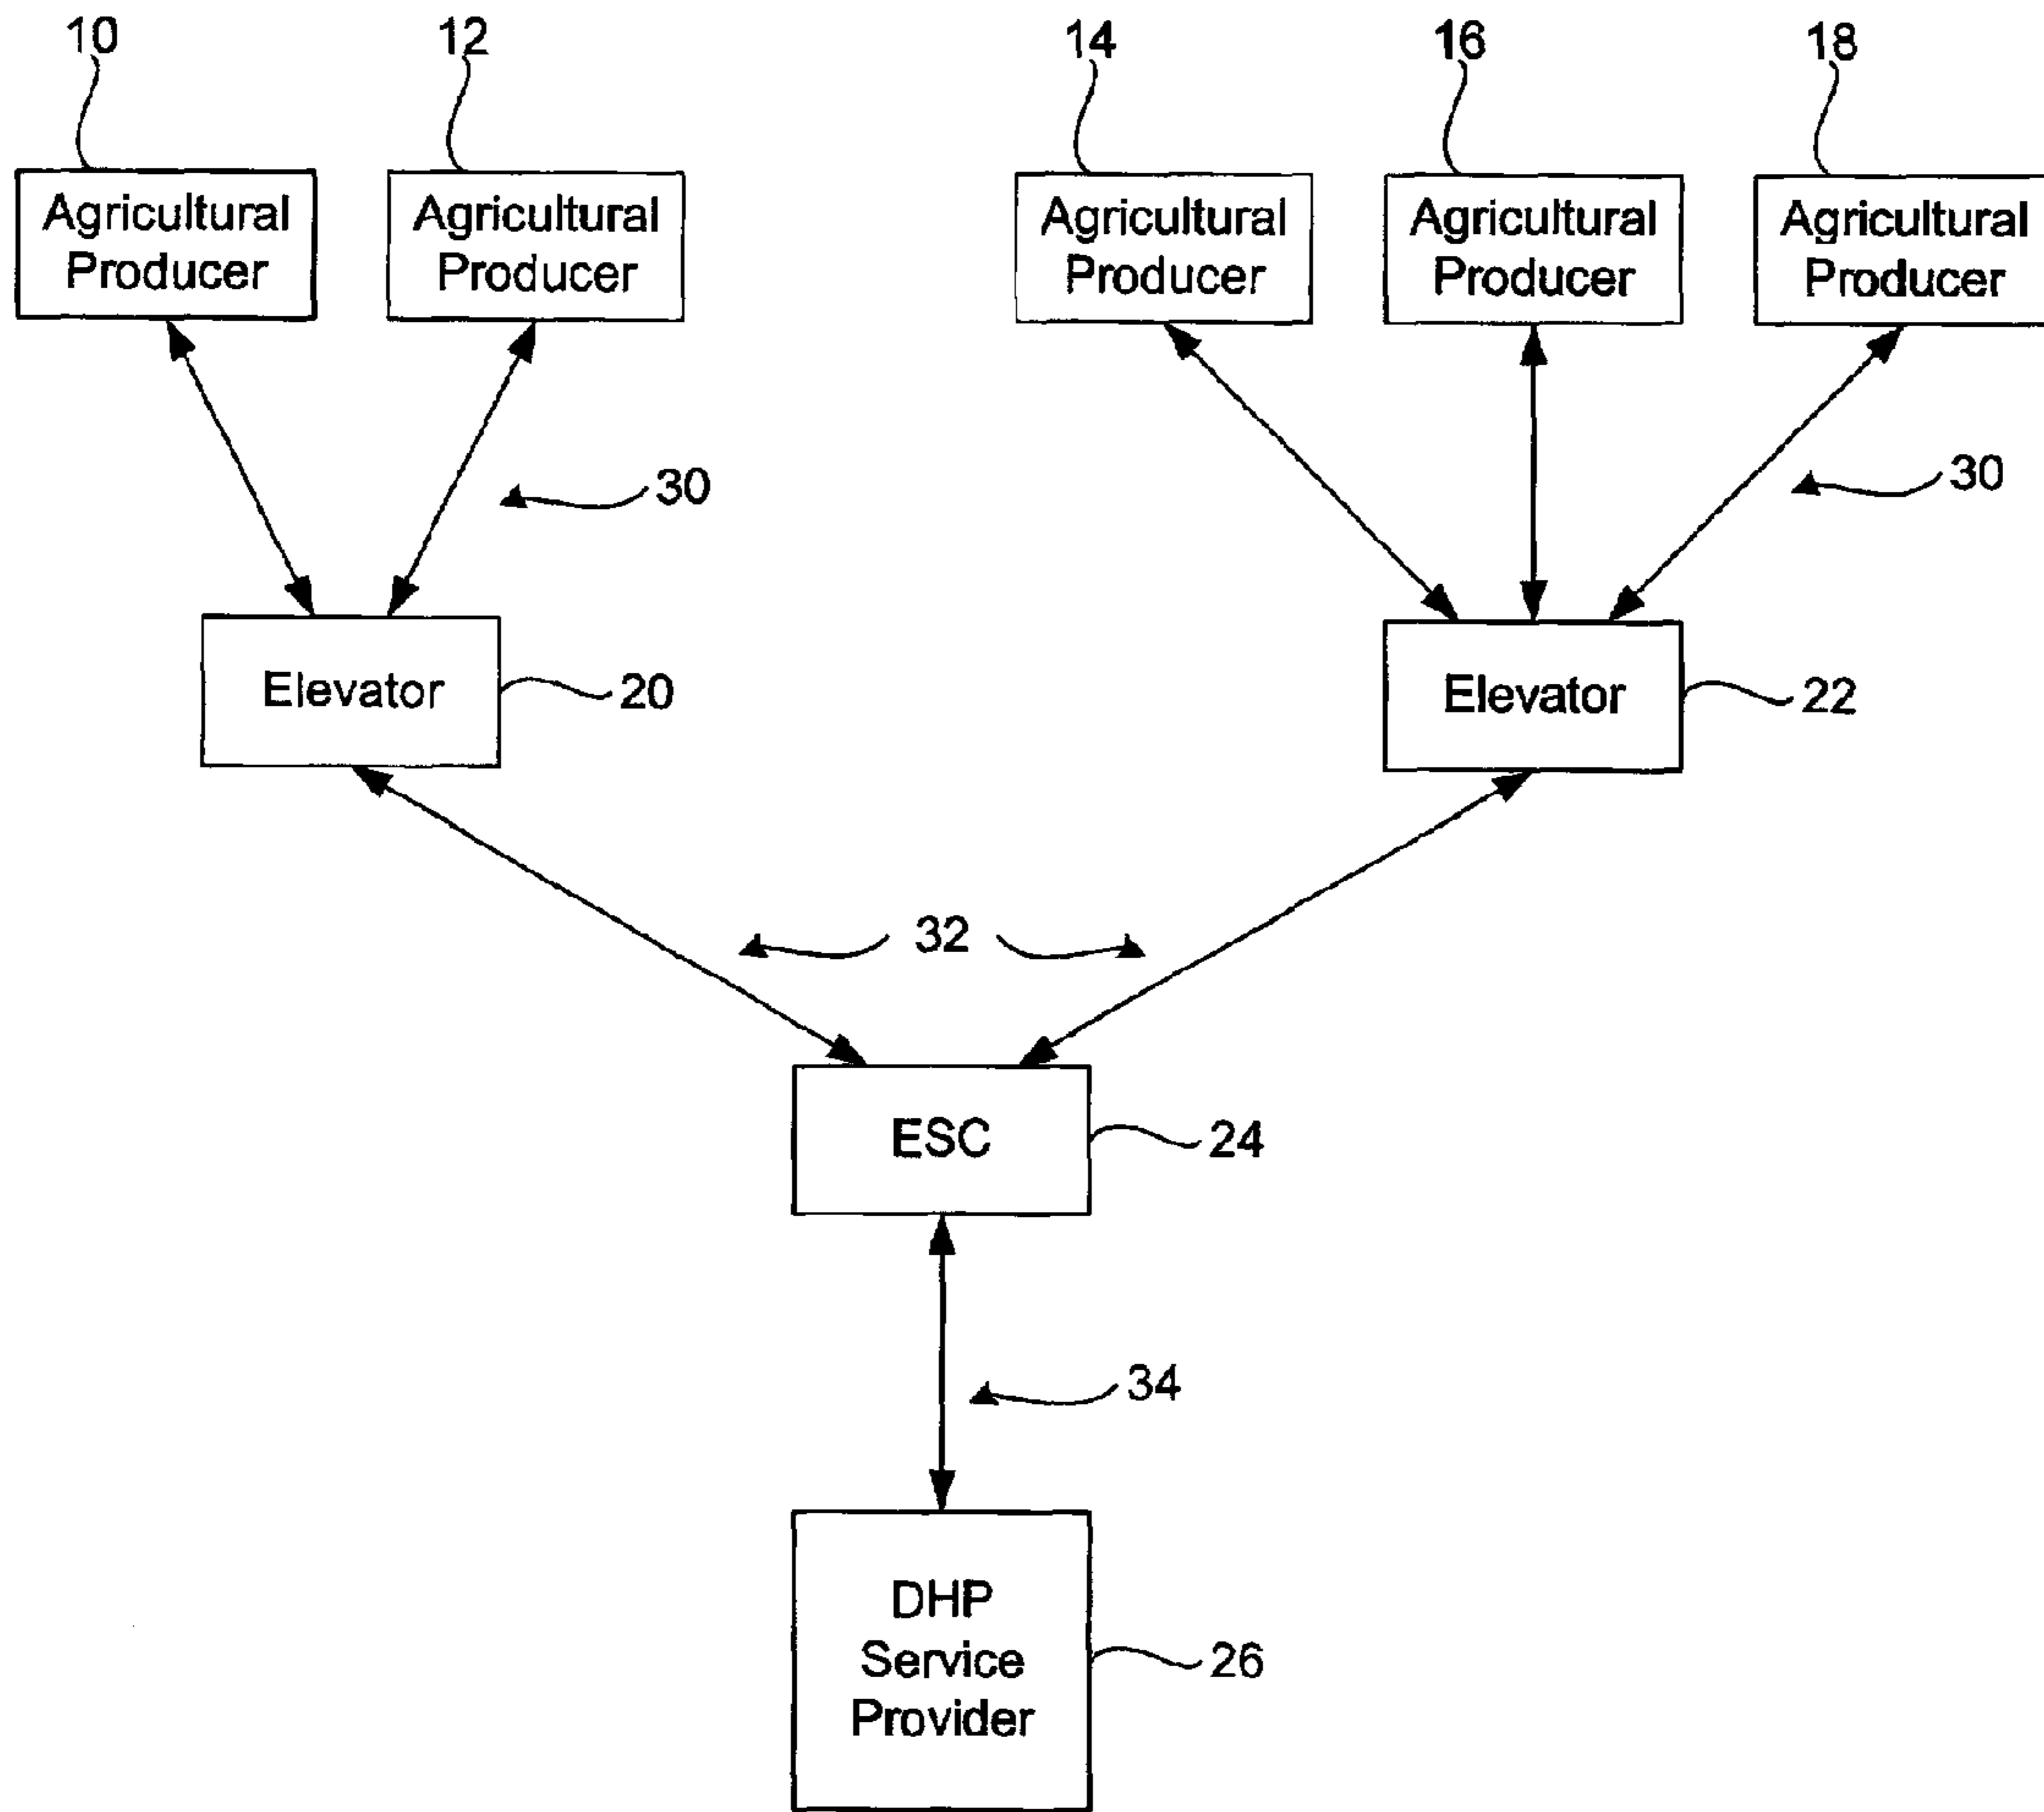 10
12
14
16
18
Agricultural
Producer
Agricultural
Producer
Agricultural
Producer
Agricultural
Producer
Agricultural
Producer
30
30
Elevator
20
Elevator
22
32
ESC
24
34
DHP
Service
Provider
26